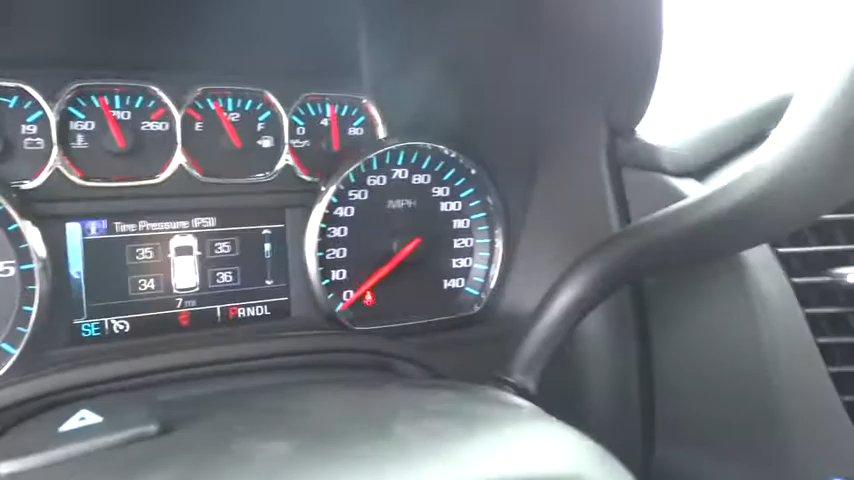 19
160 210 260
E 1/2 F
0 40 80
Tire Pressure (PSI)
35 35
34 36
7 mi
SE PRNDL
MPH
0 10 20 30 40 50 60 70 80 90 100 110 120 130 140